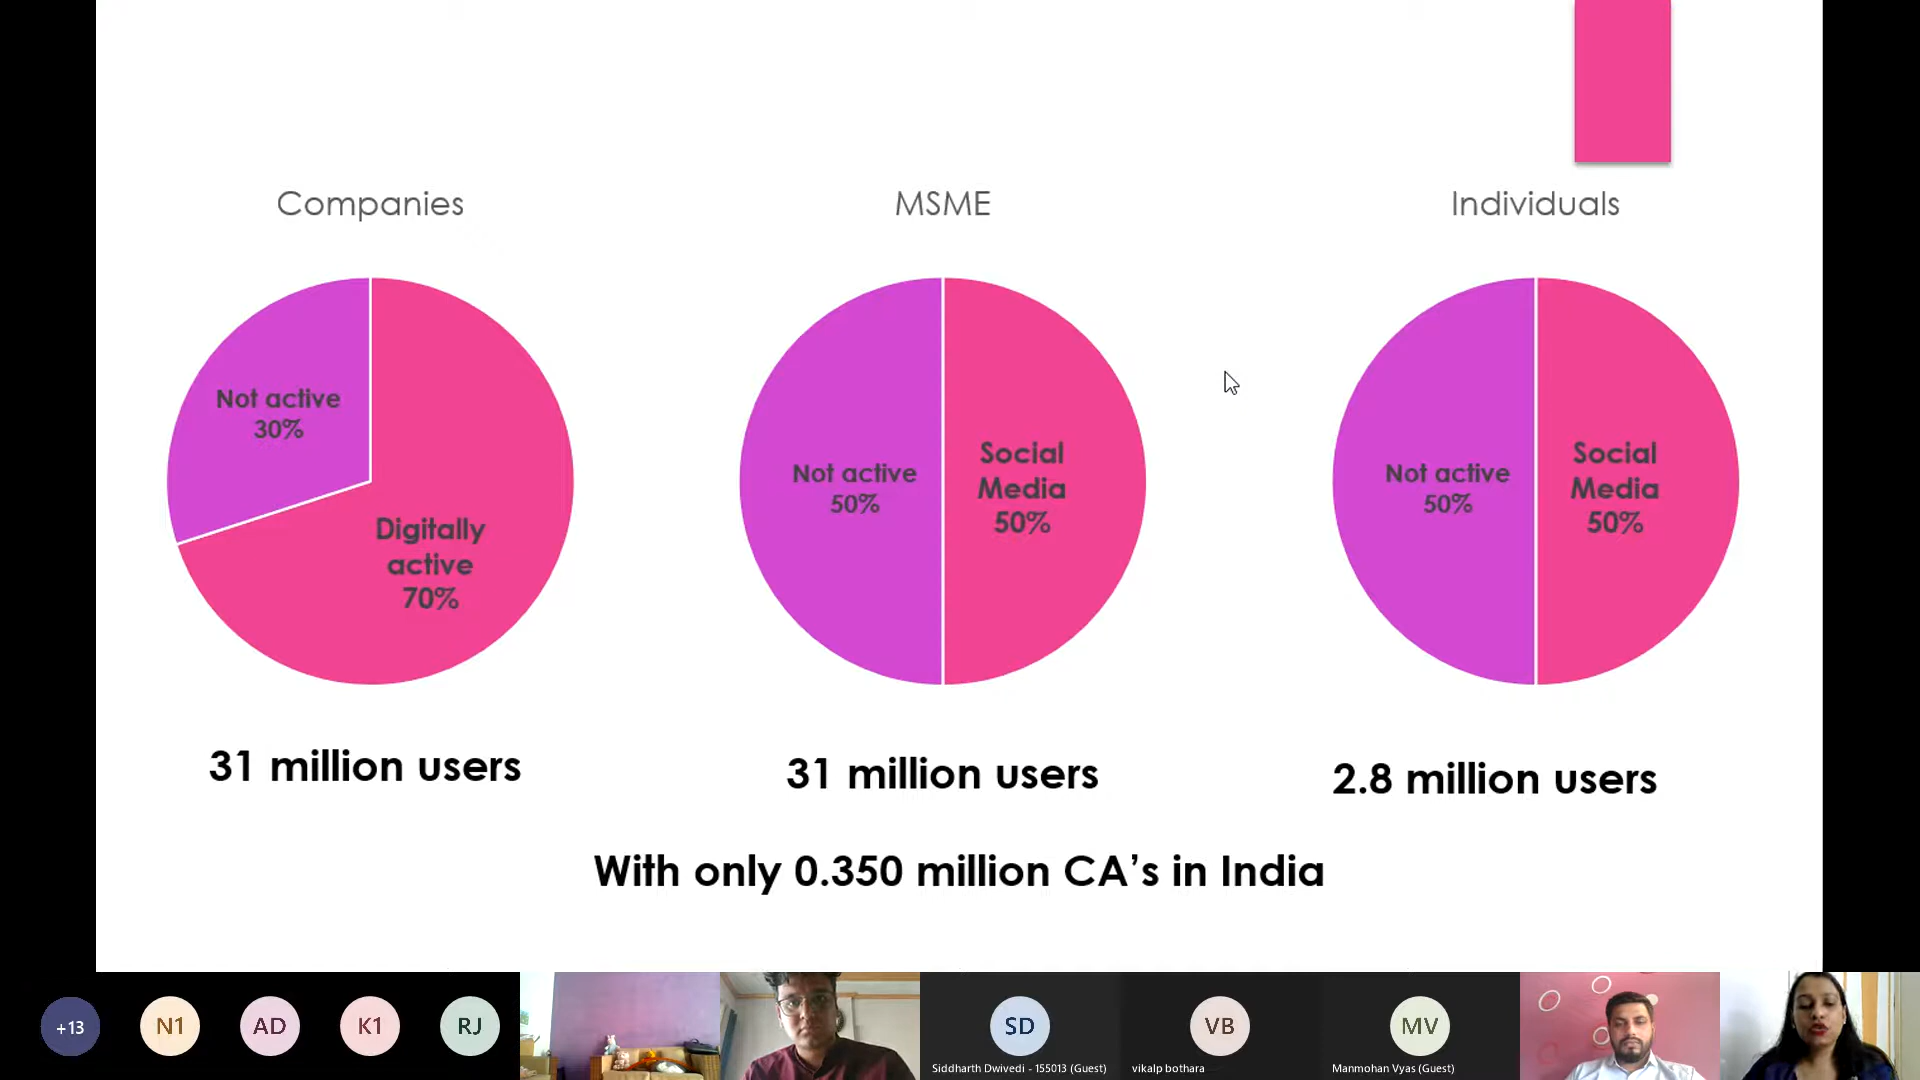 Companies
MSME
Individuals
Not active
30%
Digitally
active
70%
Not active
50%
Social
Media
50%
Not active
50%
Social
Media
50%
31 million users
31 million users
2.8 million users
With only 0.350 million CA’s in India
+13
N1
AD
K1
RJ
SD
VB
MV
Siddharth Dwivedi - 155013 (Guest)
vikalp bothara
Manmohan Vyas (Guest)